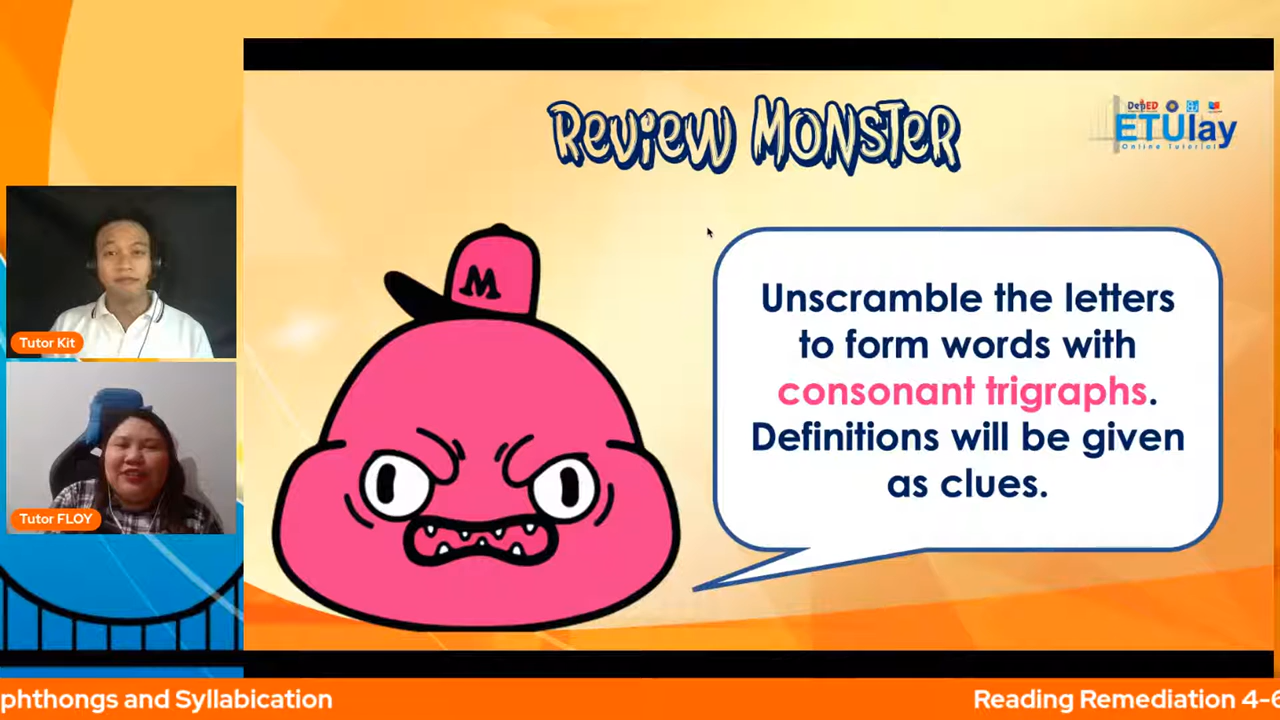 Review MONSTER
DepED
ETUlay
Online Tutorial
M
Unscramble the letters
to form words with
consonant trigraphs.
Definitions will be given
as clues.
Tutor Kit
Tutor FLOY
phthongs and Syllabication
Reading Remediation 4-6